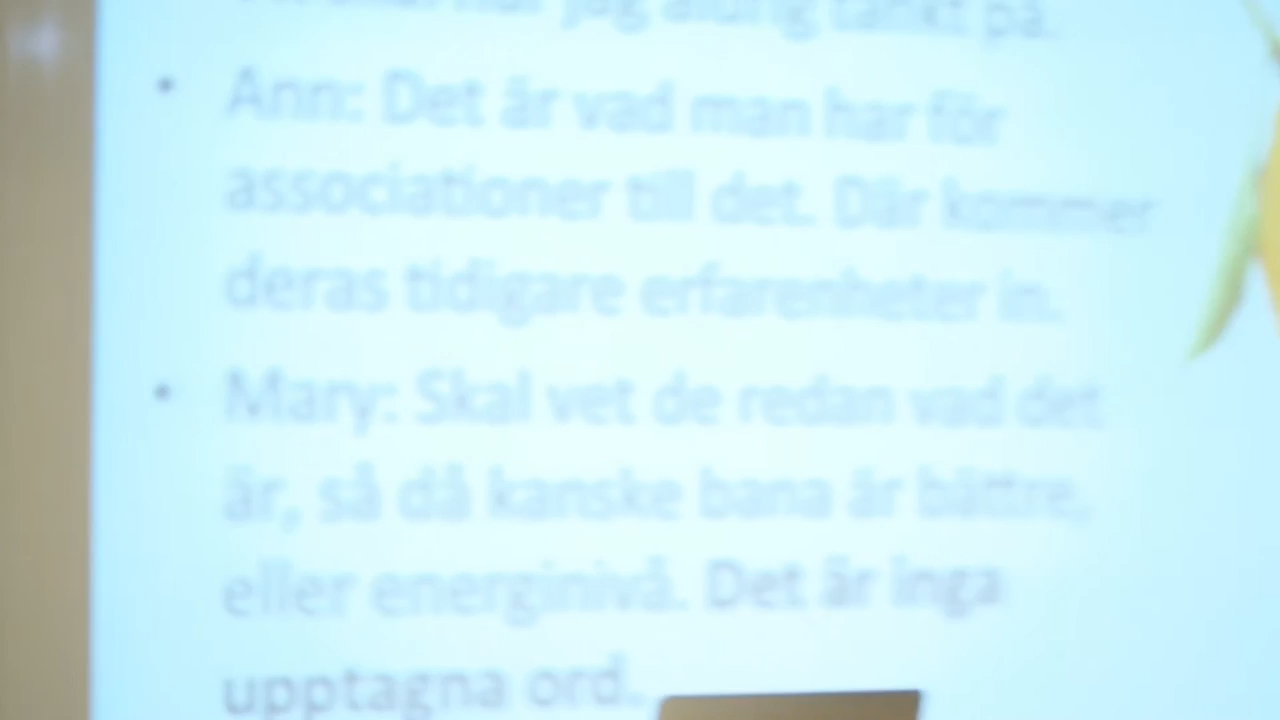 jag aldrig tänkt på.
• Ann: Det är vad man har för
associationer till det. Där kommer
deras tidigare erfarenheter in.
• Mary: Skal vet de redan vad det
är, så då kanske bana är bättre,
eller energinivå. Det är inga
upptagna ord.